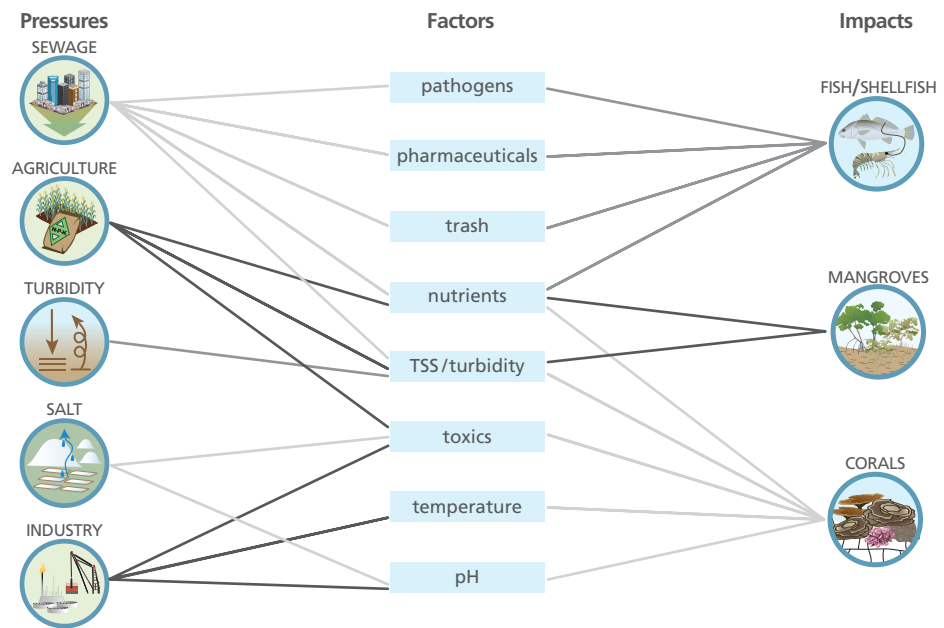 Pressures
Factors
Impacts
SEWAGE
AGRICULTURE
TURBIDITY
SALT
INDUSTRY
pathogens
pharmaceuticals
trash
nutrients
TSS/turbidity
toxics
temperature
pH
FISH/SHELLFISH
MANGROVES
CORALS
N-P-K